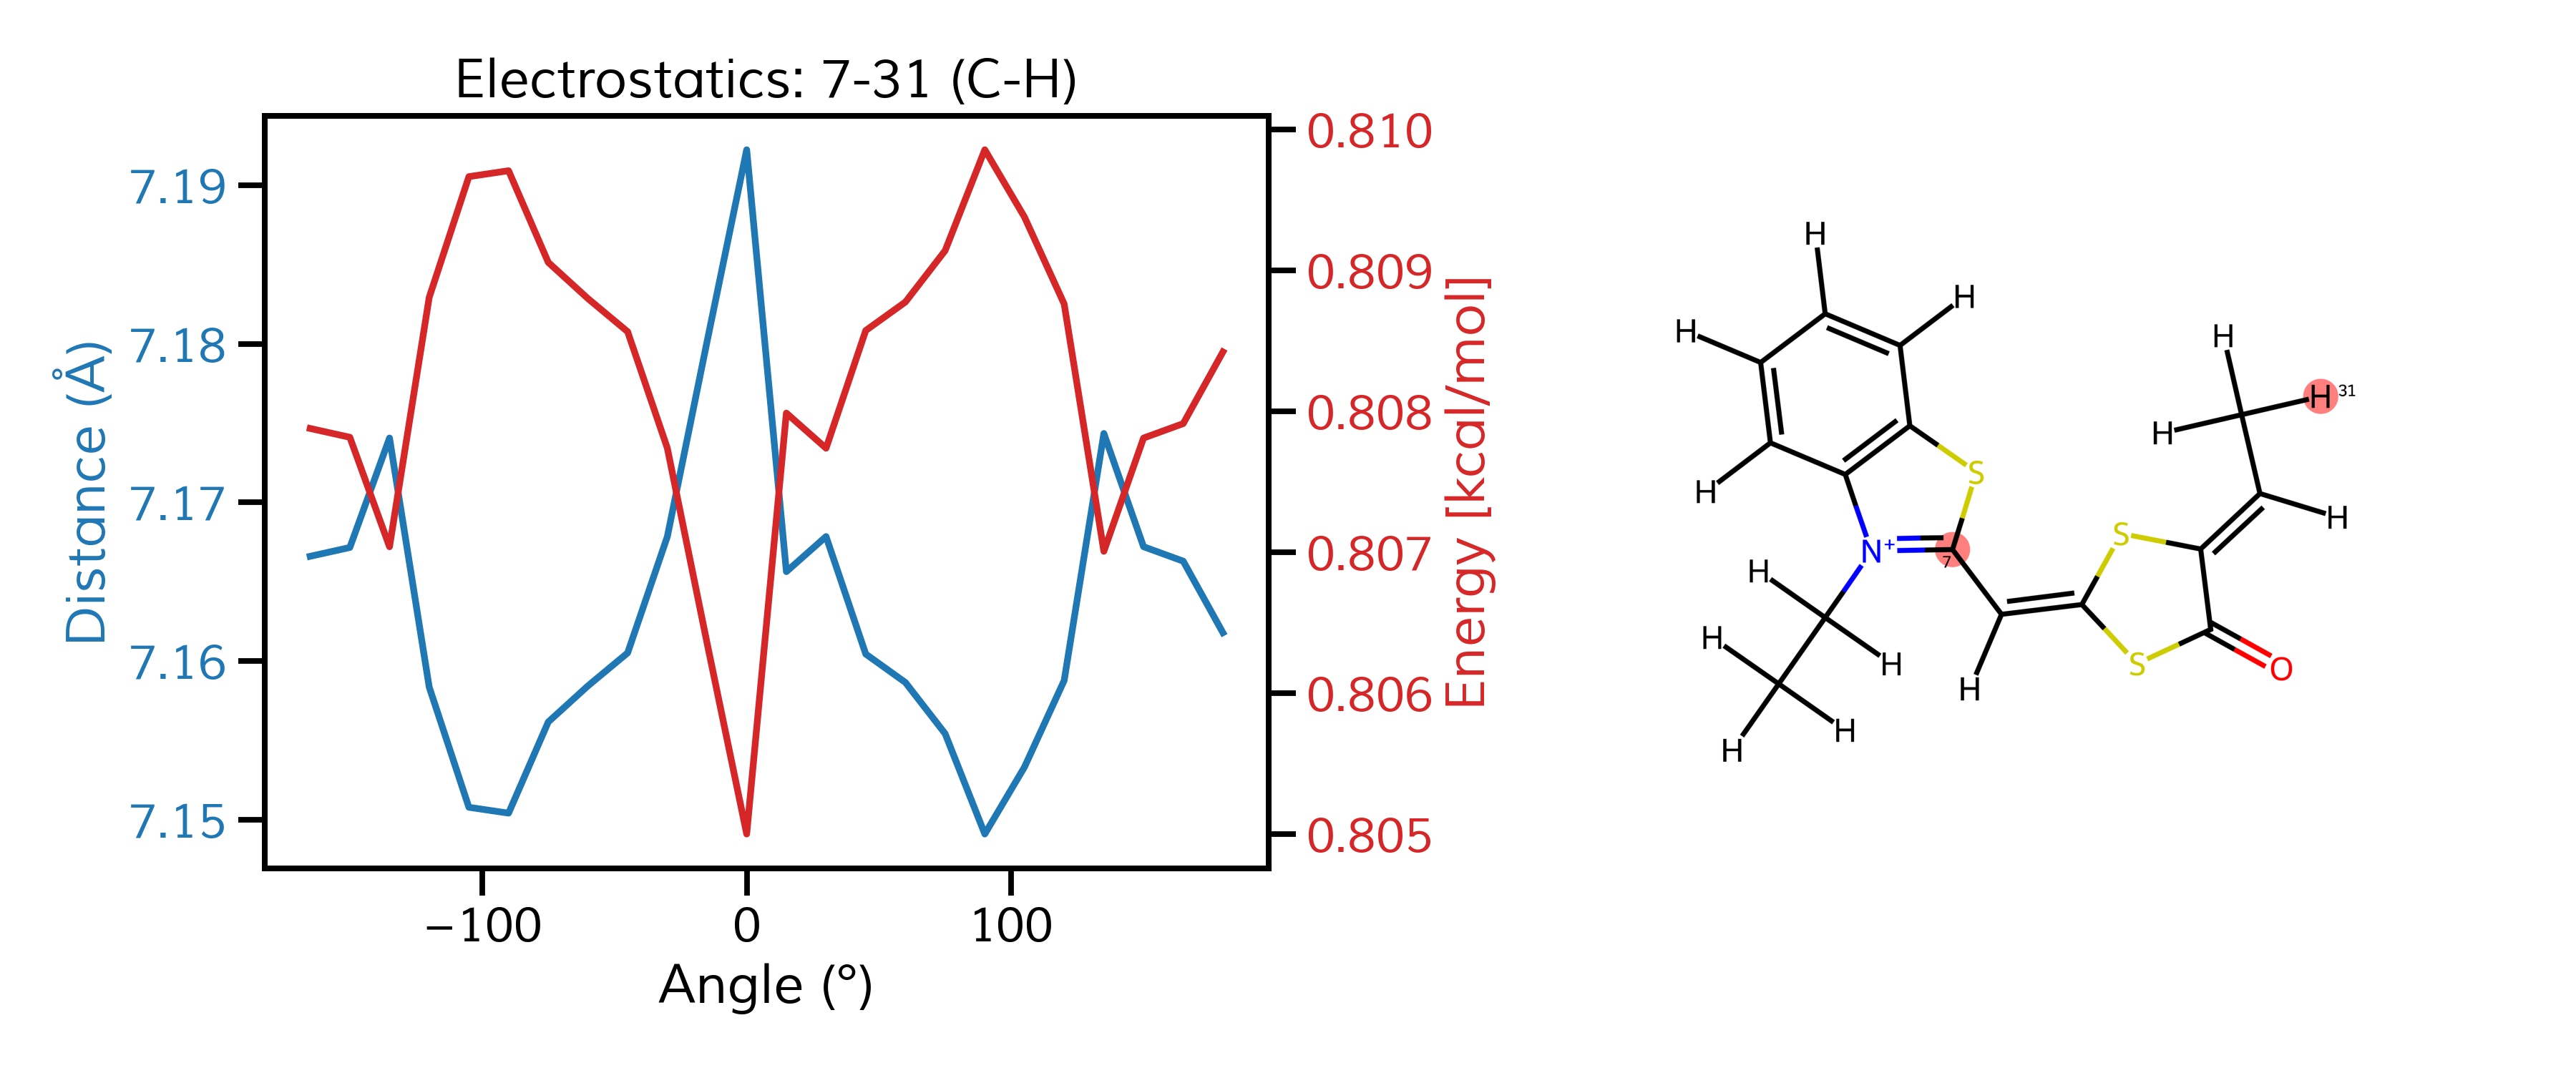 Electrostatics: 7-31 (C-H)
7.19
7.18
7.17
7.16
7.15
Distance (Å)
0.810
0.809
0.808
0.807
0.806
0.805
Energy [kcal/mol]
−100
0
100
Angle (°)
H
H
H
H
H 31
S
H
H
H
S
N+
7
H
H
H
S
O
H
H
H